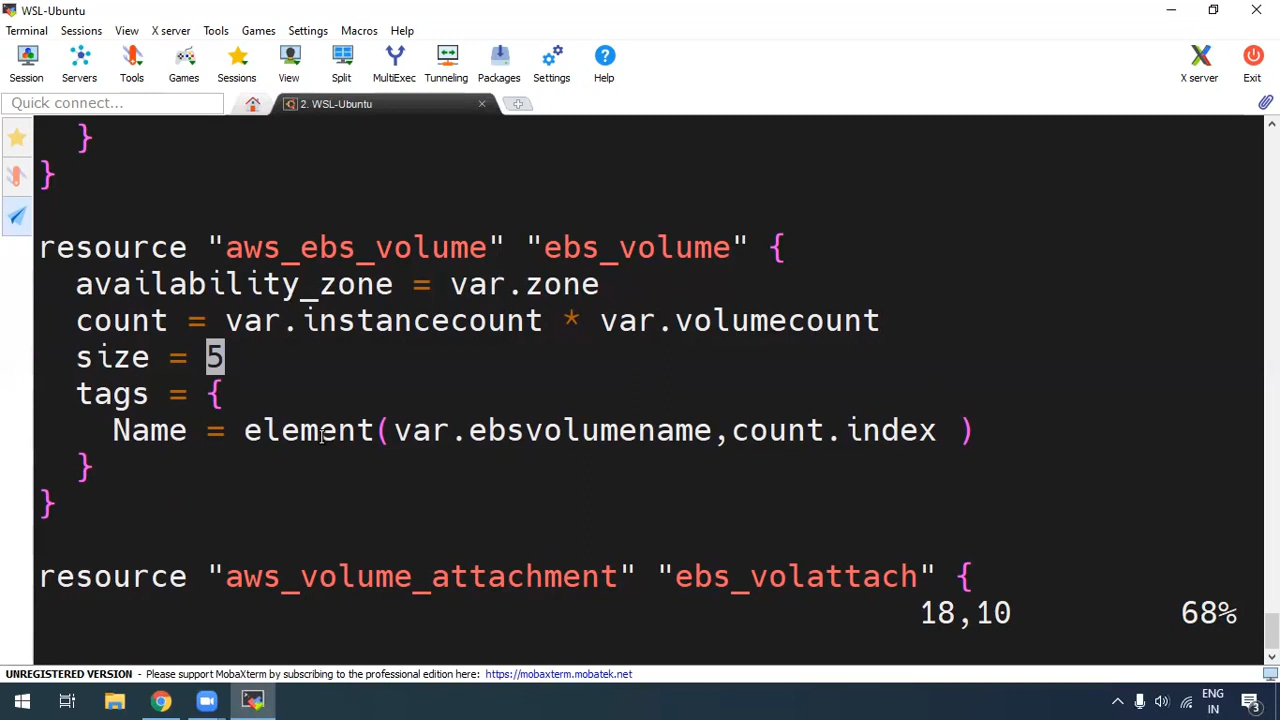 WSL-Ubuntu
Terminal Sessions View X server Tools Games Settings Macros Help
Session Servers Tools Games Sessions View Split MultiExec Tunneling Packages Settings Help X server Exit
Quick connect... 2. WSL-Ubuntu
}
}
resource "aws_ebs_volume" "ebs_volume" {
availability_zone = var.zone
count = var.instancecount * var.volumecount
size = 5
tags = {
Name = element(var.ebsvolumename,count.index )
}
}
resource "aws_volume_attachment" "ebs_volattach" {
18,10 68%
UNREGISTERED VERSION - Please support MobaXterm by subscribing to the professional edition here: https://mobaxterm.mobatek.net
ENG
IN
3